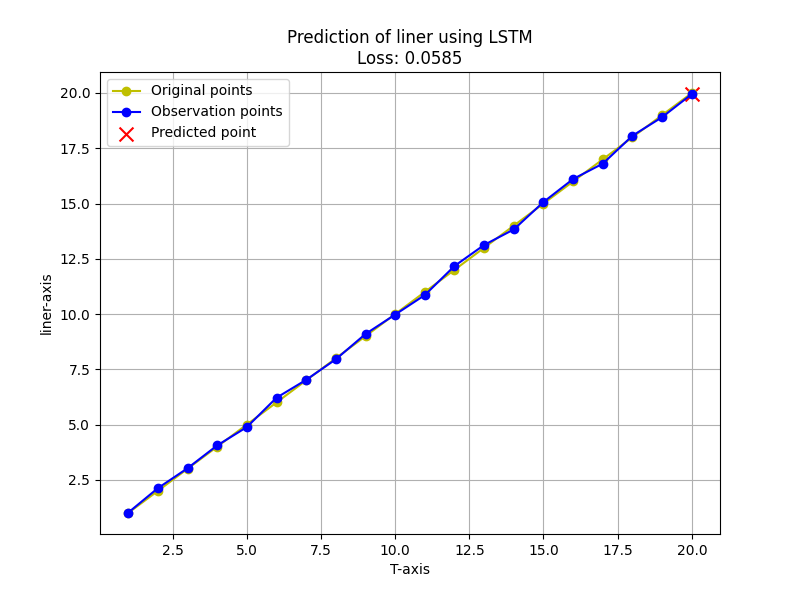 Prediction of liner using LSTM
Loss: 0.0585
Original points
Observation points
Predicted point
20.0
17.5
15.0
12.5
10.0
7.5
5.0
2.5
liner-axis
2.5 5.0 7.5 10.0 12.5 15.0 17.5 20.0
T-axis